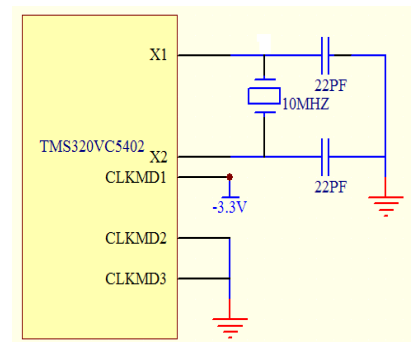 X1
22PF
10MHZ
TMS320VC5402
X2
CLKMD1
22PF
-3.3V
CLKMD2
CLKMD3